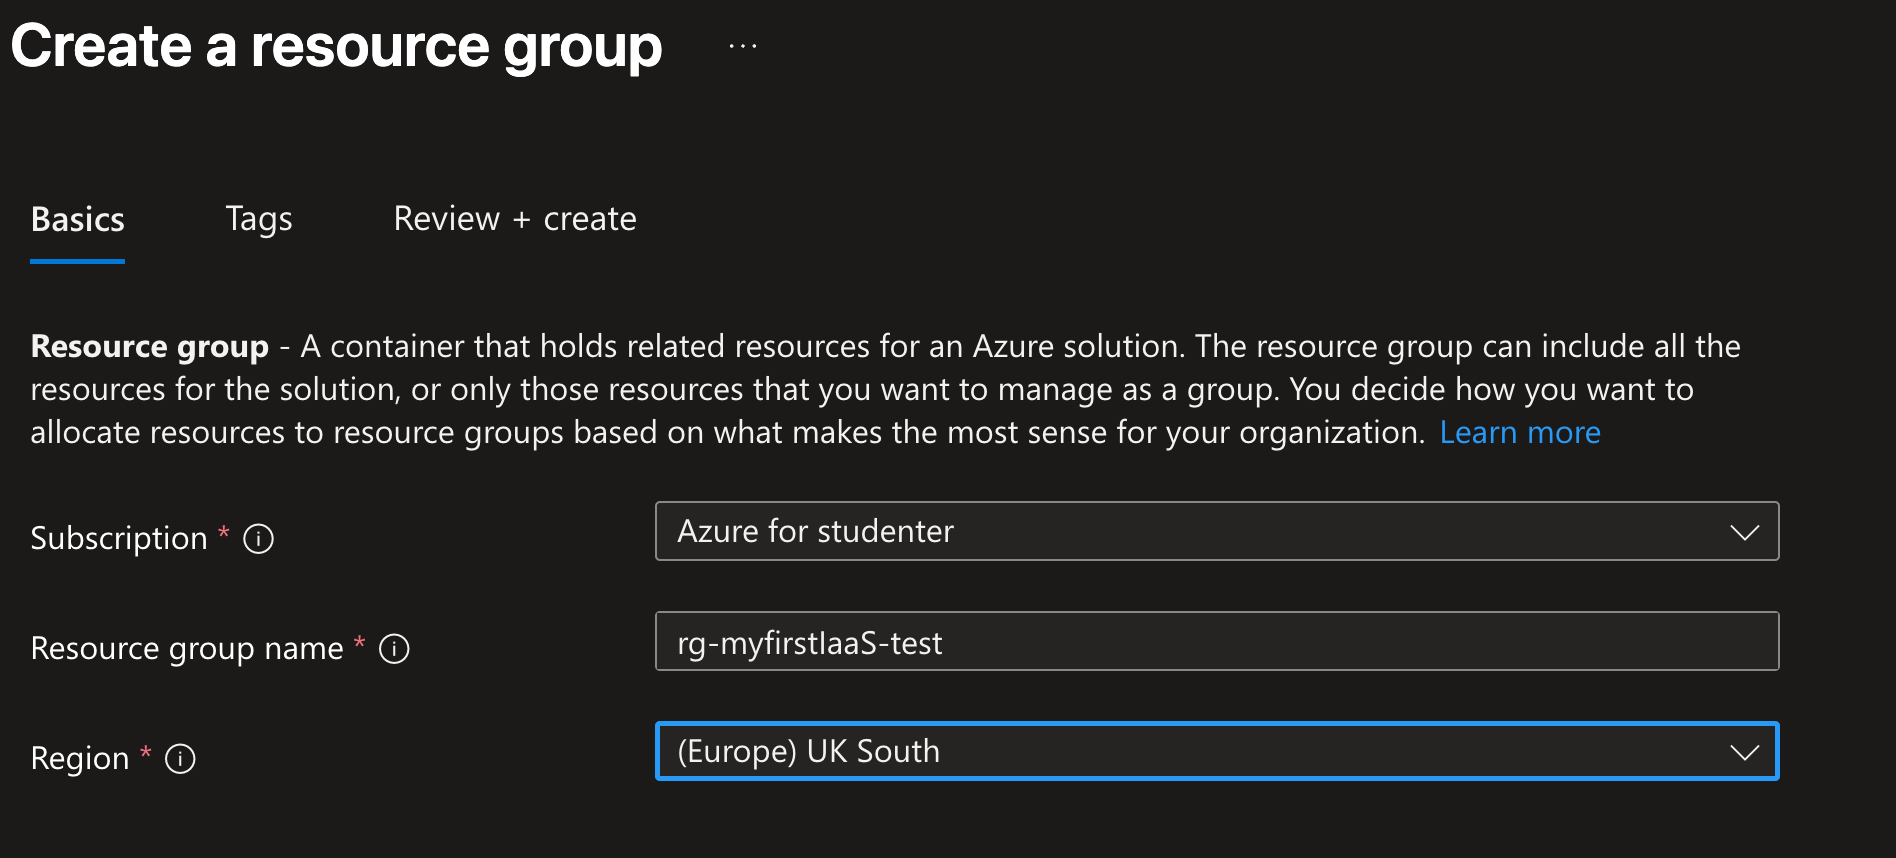 Create a resource group ...
Basics Tags Review + create
Resource group - A container that holds related resources for an Azure solution. The resource group can include all the
resources for the solution, or only those resources that you want to manage as a group. You decide how you want to
allocate resources to resource groups based on what makes the most sense for your organization. Learn more
Subscription * Azure for studenter
Resource group name * rg-myfirstIaaS-test
Region * (Europe) UK South